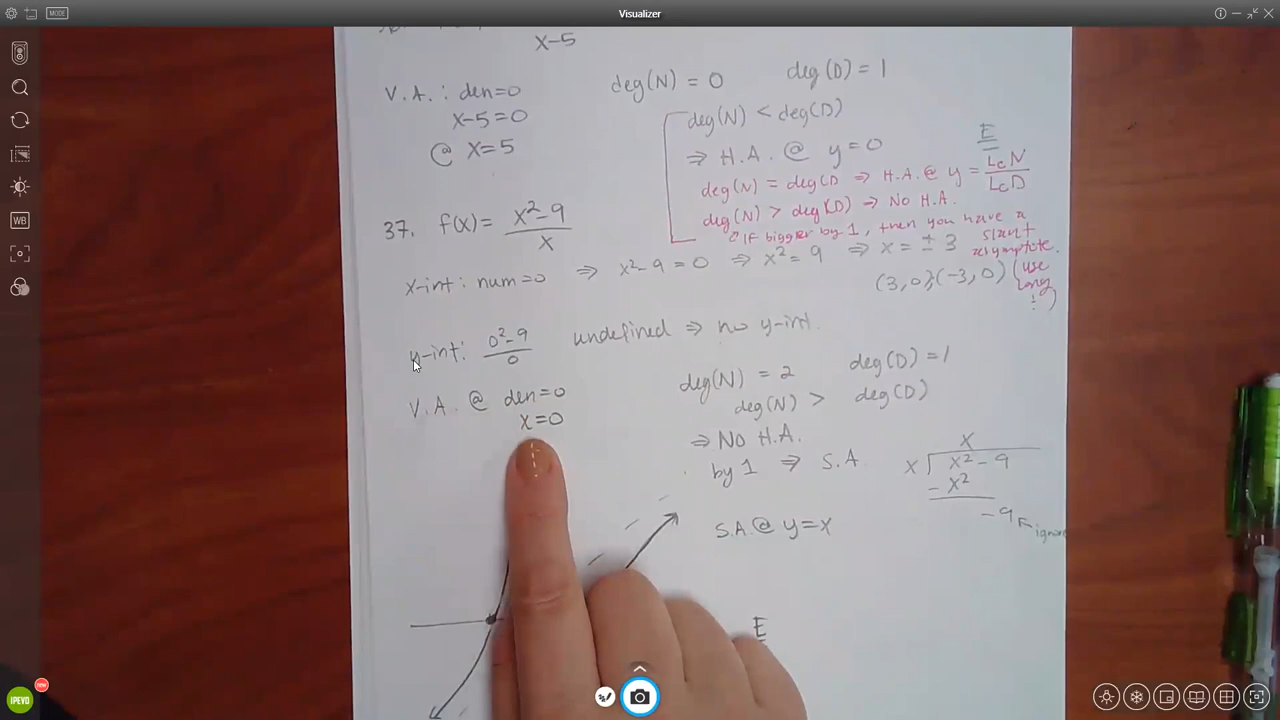 Visualizer
MODE
x-5
V.A.: den=0
x-5=0
@ x=5
deg(N) = 0 deg(D) = 1
deg(N) < deg(D)
⇒ H.A. @ y=0
E
deg(N) = deg(D ⇒ H.A. @ y = LcN/LcD
deg(N) > deg(D) ⇒ No H.A.
If bigger by 1, then you have a
slant
asymptote.
(use
long
÷)
37. f(x) = x²-9/x
x-int: num=0 ⇒ x²-9=0 ⇒ x²=9 ⇒ x = ±3
(3,0);(-3,0)
y-int: 0²-9/0 undefined ⇒ no y-int.
V.A. @ den=0
x=0
deg(N) = 2 deg(D) = 1
deg(N) > deg(D)
⇒ No H.A.
by 1 ⇒ S.A
S.A.@ y=x
x
x x²-9
- x²
-9
E
IPEVO
new